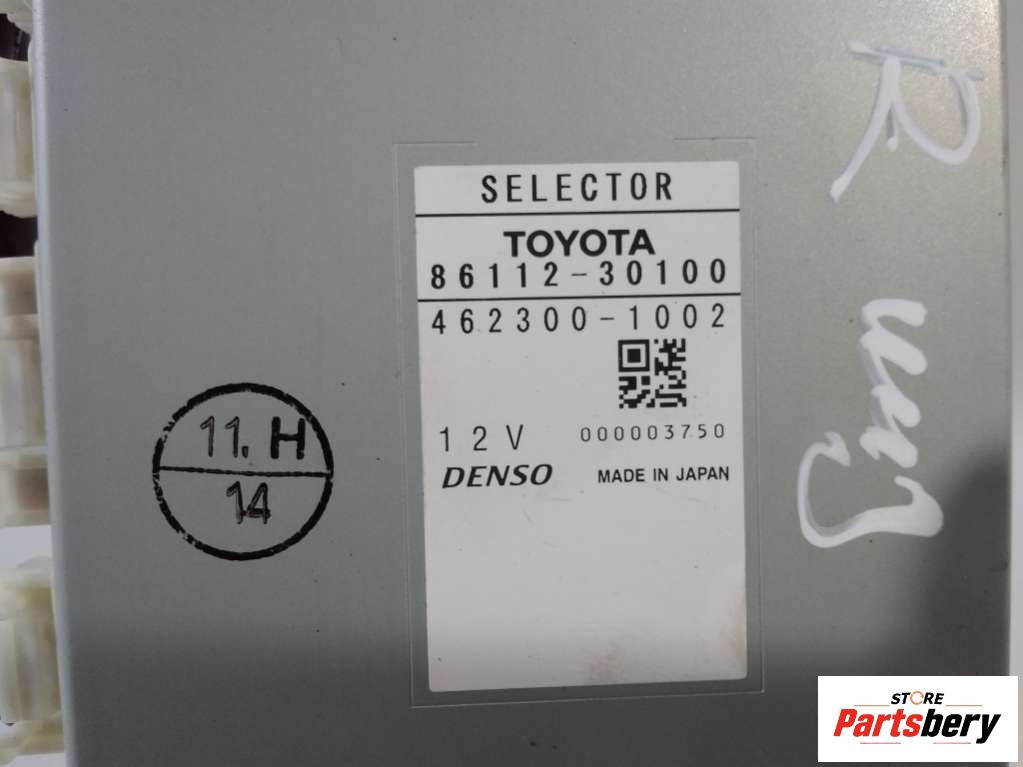 SELECTOR
TOYOTA
86112-30100
462300-1002
12V 000003750
DENSO MADE IN JAPAN
11. H
14
STORE
Partsbery